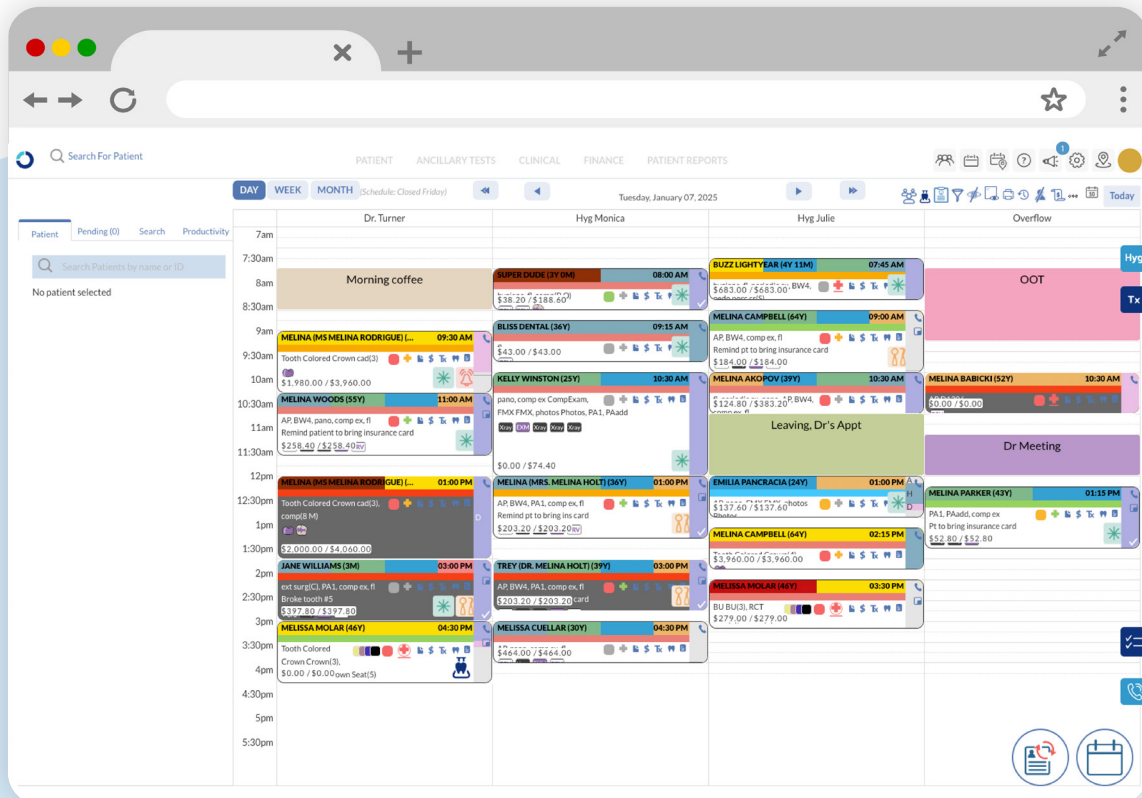 1
Search For Patient
PATIENT ANCILLARY TESTS CLINICAL FINANCE PATIENT REPORTS
DAY WEEK MONTH (Schedule: Closed Friday) Tuesday, January 07, 2025 Today
Patient Pending (0) Search Productivity
Search Patients by name or ID
No patient selected
Dr. Turner Hyg Monica Hyg Julie Overflow
7am
7:30am
8am
8:30am
9am
9:30am
10am
10:30am
11am
11:30am
12pm
12:30pm
1pm
1:30pm
2pm
2:30pm
3pm
3:30pm
4pm
4:30pm
5pm
5:30pm
Morning coffee
MELINA (MS MELINA RODRIGUE) (... 09:30 AM
Tooth Colored Crown cad(3)
$1,980.00 / $3,960.00
MELINA WOODS (55Y) 11:00 AM
AP, BW4, pano, comp ex, fl
Remind patient to bring insurance card
$258.40 / $258.40 RV
MELINA (MS MELINA RODRIGUE) (... 01:00 PM
Tooth Colored Crown cad(3),
comp(8 M)
D
$2,000.00 / $4,060.00
JANE WILLIAMS (3M) 03:00 PM
ext surg(C), PA1, comp ex, fl
Broke tooth #5
$397.80 / $397.80
MELISSA MOLAR (46Y) 04:30 PM
Tooth Colored
Crown Crown(3),
$0.00 / $0.00 own Seat(5)
SUPER DUDE (3Y 0M) 08:00 AM
$38.20 / $188.60
BLISS DENTAL (36Y) 09:15 AM
$43.00 / $43.00
KELLY WINSTON (25Y) 10:30 AM
pano, comp ex CompExam,
FMX FMX, photos Photos, PA1, PAadd
Xray EXM Xray Xray Xray
$0.00 / $74.40
MELINA (MRS. MELINA HOLT) (36Y) 01:00 PM
AP, BW4, PA1, comp ex, fl
Remind pt to bring ins card
$203.20 / $203.20 RV
TREY (DR. MELINA HOLT) (39Y) 03:00 PM
AP, BW4, PA1, comp ex, fl
$203.20 / $203.20 card
MELISSA CUELLAR (30Y) 04:30 PM
$464.00 / $464.00
BUZZ LIGHTYEAR (4Y 11M) 07:45 AM
BW4,
$683.00 / $683.00
MELINA CAMPBELL (64Y) 09:00 AM
AP, BW4, comp ex, fl
Remind pt to bring insurance card
$184.00 / $184.00
MELINA AKOPOV (39Y) 10:30 AM
BW4,
$124.80 / $383.20
Leaving, Dr's Appt
EMILIA PANCRACIA (24Y) 01:00 PM
A
H
D
photos
$137.60 / $137.60
MELINA CAMPBELL (64Y) 02:15 PM
$3,960.00 / $3,960.00
MELISSA MOLAR (46Y) 03:30 PM
BU BU(3), RCT
$279.00 / $279.00
OOT
MELINA BABICKI (52Y) 10:30 AM
$0.00 / $0.00
Dr Meeting
MELINA PARKER (43Y) 01:15 PM
PA1, PAadd, comp ex
Pt to bring insurance card
$52.80 / $52.80
Hyg
Tx